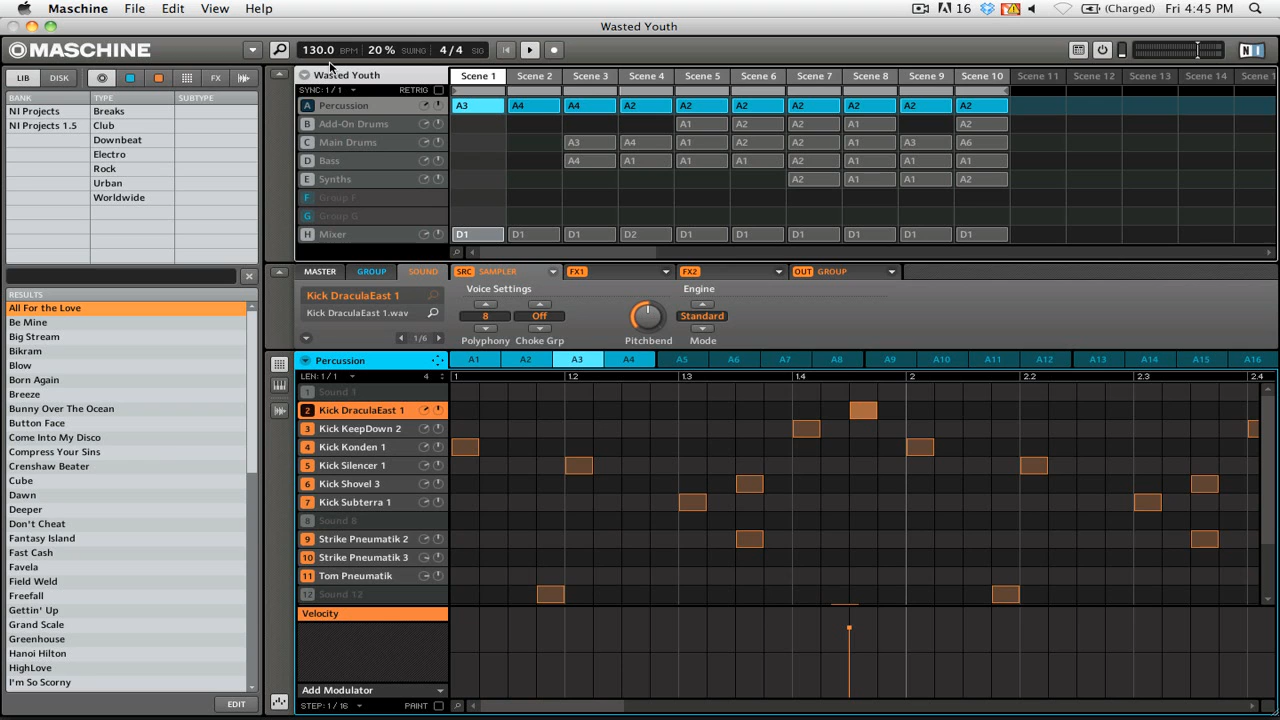 Maschine File Edit View Help 16 (Charged) Fri 4:45 PM
Wasted Youth
MASCHINE 130.0 BPM 20% SWING 4/4 SIG
LIB DISK FX
Wasted Youth Scene 1 Scene 2 Scene 3 Scene 4 Scene 5 Scene 6 Scene 7 Scene 8 Scene 9 Scene 10 Scene 11 Scene 12 Scene 13 Scene 14 Scene 1
SYNC: 1/ 1 RETRIG
BANK TYPE SUBTYPE
NI Projects Breaks
NI Projects 1.5 Club
Downbeat
Electro
Rock
Urban
Worldwide
A Percussion A3 A4 A4 A2 A2 A2 A2 A2 A2 A2
B Add-On Drums A1 A2 A2 A1 A2
C Main Drums A3 A4 A1 A2 A2 A1 A3 A6
D Bass A4 A1 A1 A1 A2 A1 A1 A1
E Synths A2 A1 A1 A2
F Group F
G Group G
H Mixer D1 D1 D1 D2 D1 D1 D1 D1 D1 D1
MASTER GROUP SOUND SRC SAMPLER FX1 FX2 OUT GROUP
Kick DraculaEast 1
Kick DraculaEast 1.wav
1/6
Voice Settings Engine
8 Off Standard
Polyphony Choke Grp Pitchbend Mode
RESULTS
All For the Love
Be Mine
Big Stream
Bikram
Blow
Born Again
Breeze
Bunny Over The Ocean
Button Face
Come Into My Disco
Compress Your Sins
Crenshaw Beater
Cube
Dawn
Deeper
Don't Cheat
Fantasy Island
Fast Cash
Favela
Field Weld
Freefall
Gettin' Up
Grand Scale
Greenhouse
Hanoi Hilton
HighLove
I'm So Scorny
EDIT
Percussion A1 A2 A3 A4 A5 A6 A7 A8 A9 A10 A11 A12 A13 A14 A15 A16
LEN: 1/ 1 4 1 1.2 1.3 1.4 2 2.2 2.3 2.4
1 Sound 1
2 Kick DraculaEast 1
3 Kick KeepDown 2
4 Kick Konden 1
5 Kick Silencer 1
6 Kick Shovel 3
7 Kick Subterra 1
8 Sound 8
9 Strike Pneumatik 2
10 Strike Pneumatik 3
11 Tom Pneumatik
12 Sound 12
Velocity
Add Modulator
STEP: 1/ 16 PAINT